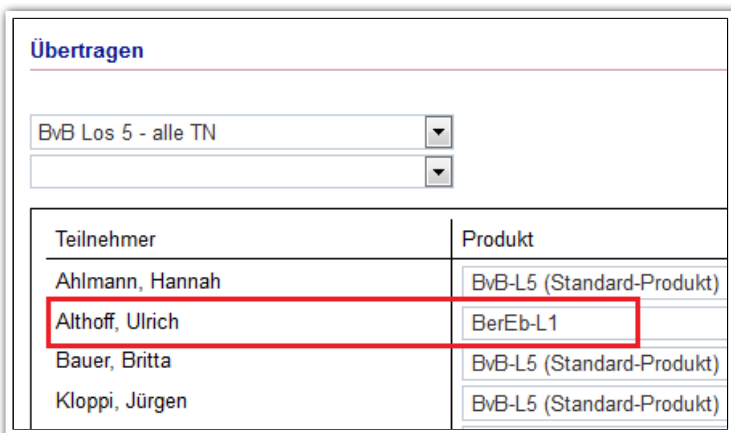 Übertragen
BvB Los 5 - alle TN
Teilnehmer Produkt
Ahlmann, Hannah BvB-L5 (Standard-Produkt)
Althoff, Ulrich BerEb-L1
Bauer, Britta BvB-L5 (Standard-Produkt)
Kloppi, Jürgen BvB-L5 (Standard-Produkt)